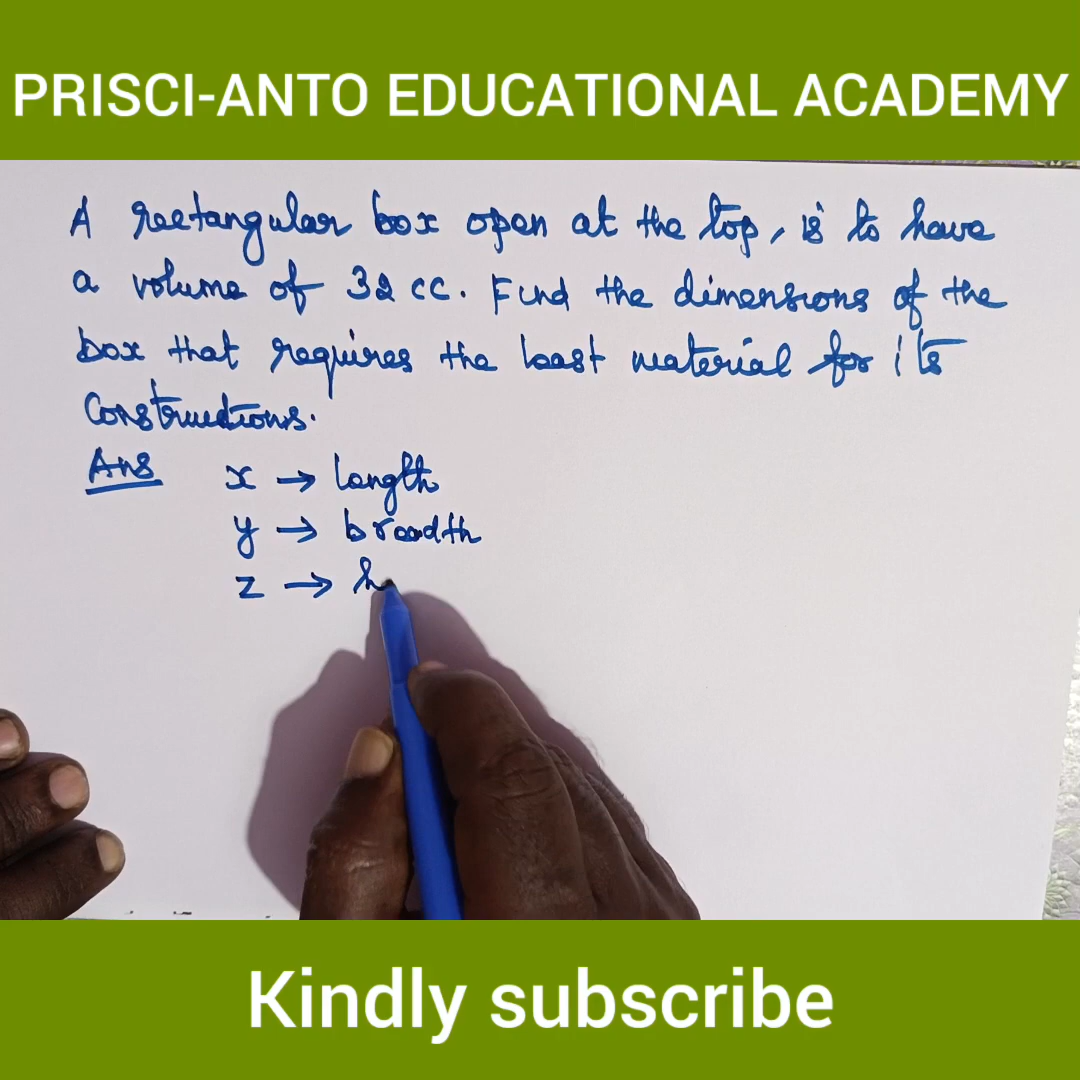 PRISCI-ANTO EDUCATIONAL ACADEMY
A rectangular box open at the top, is to have
a volume of 32 cc. Find the dimensions of the
box that requires the least material for its
constructions.
Ans x → length
y → breadth
z → h
Kindly subscribe